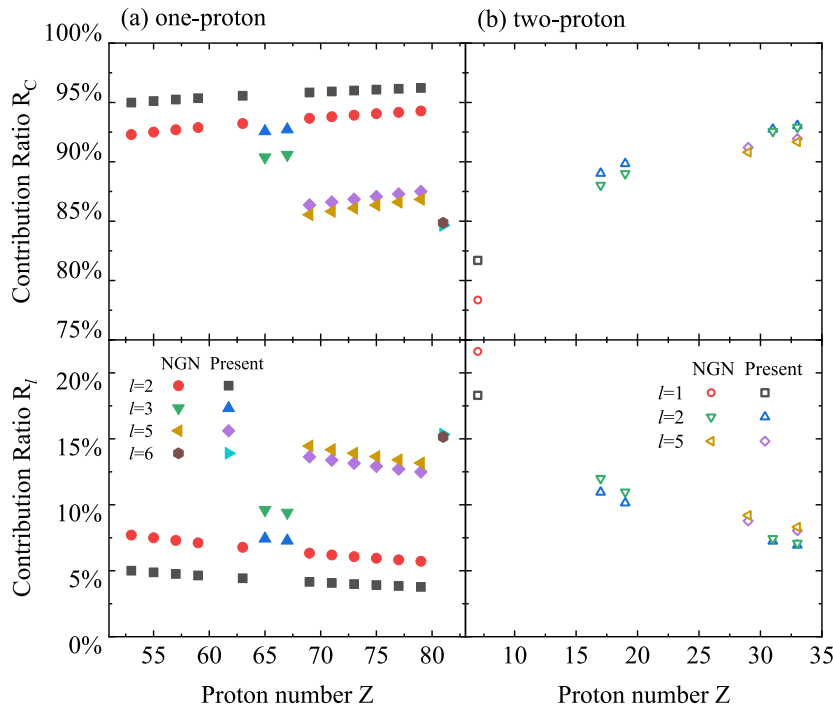 (a) one-proton
(b) two-proton
100%
95%
90%
85%
80%
75%
Contribution Ratio R_C
20%
15%
10%
5%
0%
Contribution Ratio R_l
NGN Present
l=2
l=3
l=5
l=6
NGN Present
l=1
l=2
l=5
55 60 65 70 75 80
10 15 20 25 30 35
Proton number Z
Proton number Z